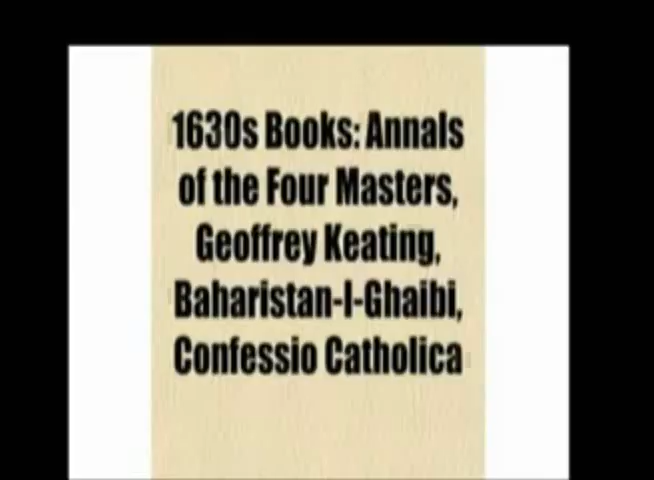 1630s Books: Annals
of the Four Masters,
Geoffrey Keating,
Baharistan-I-Ghaibi,
Confessio Catholica